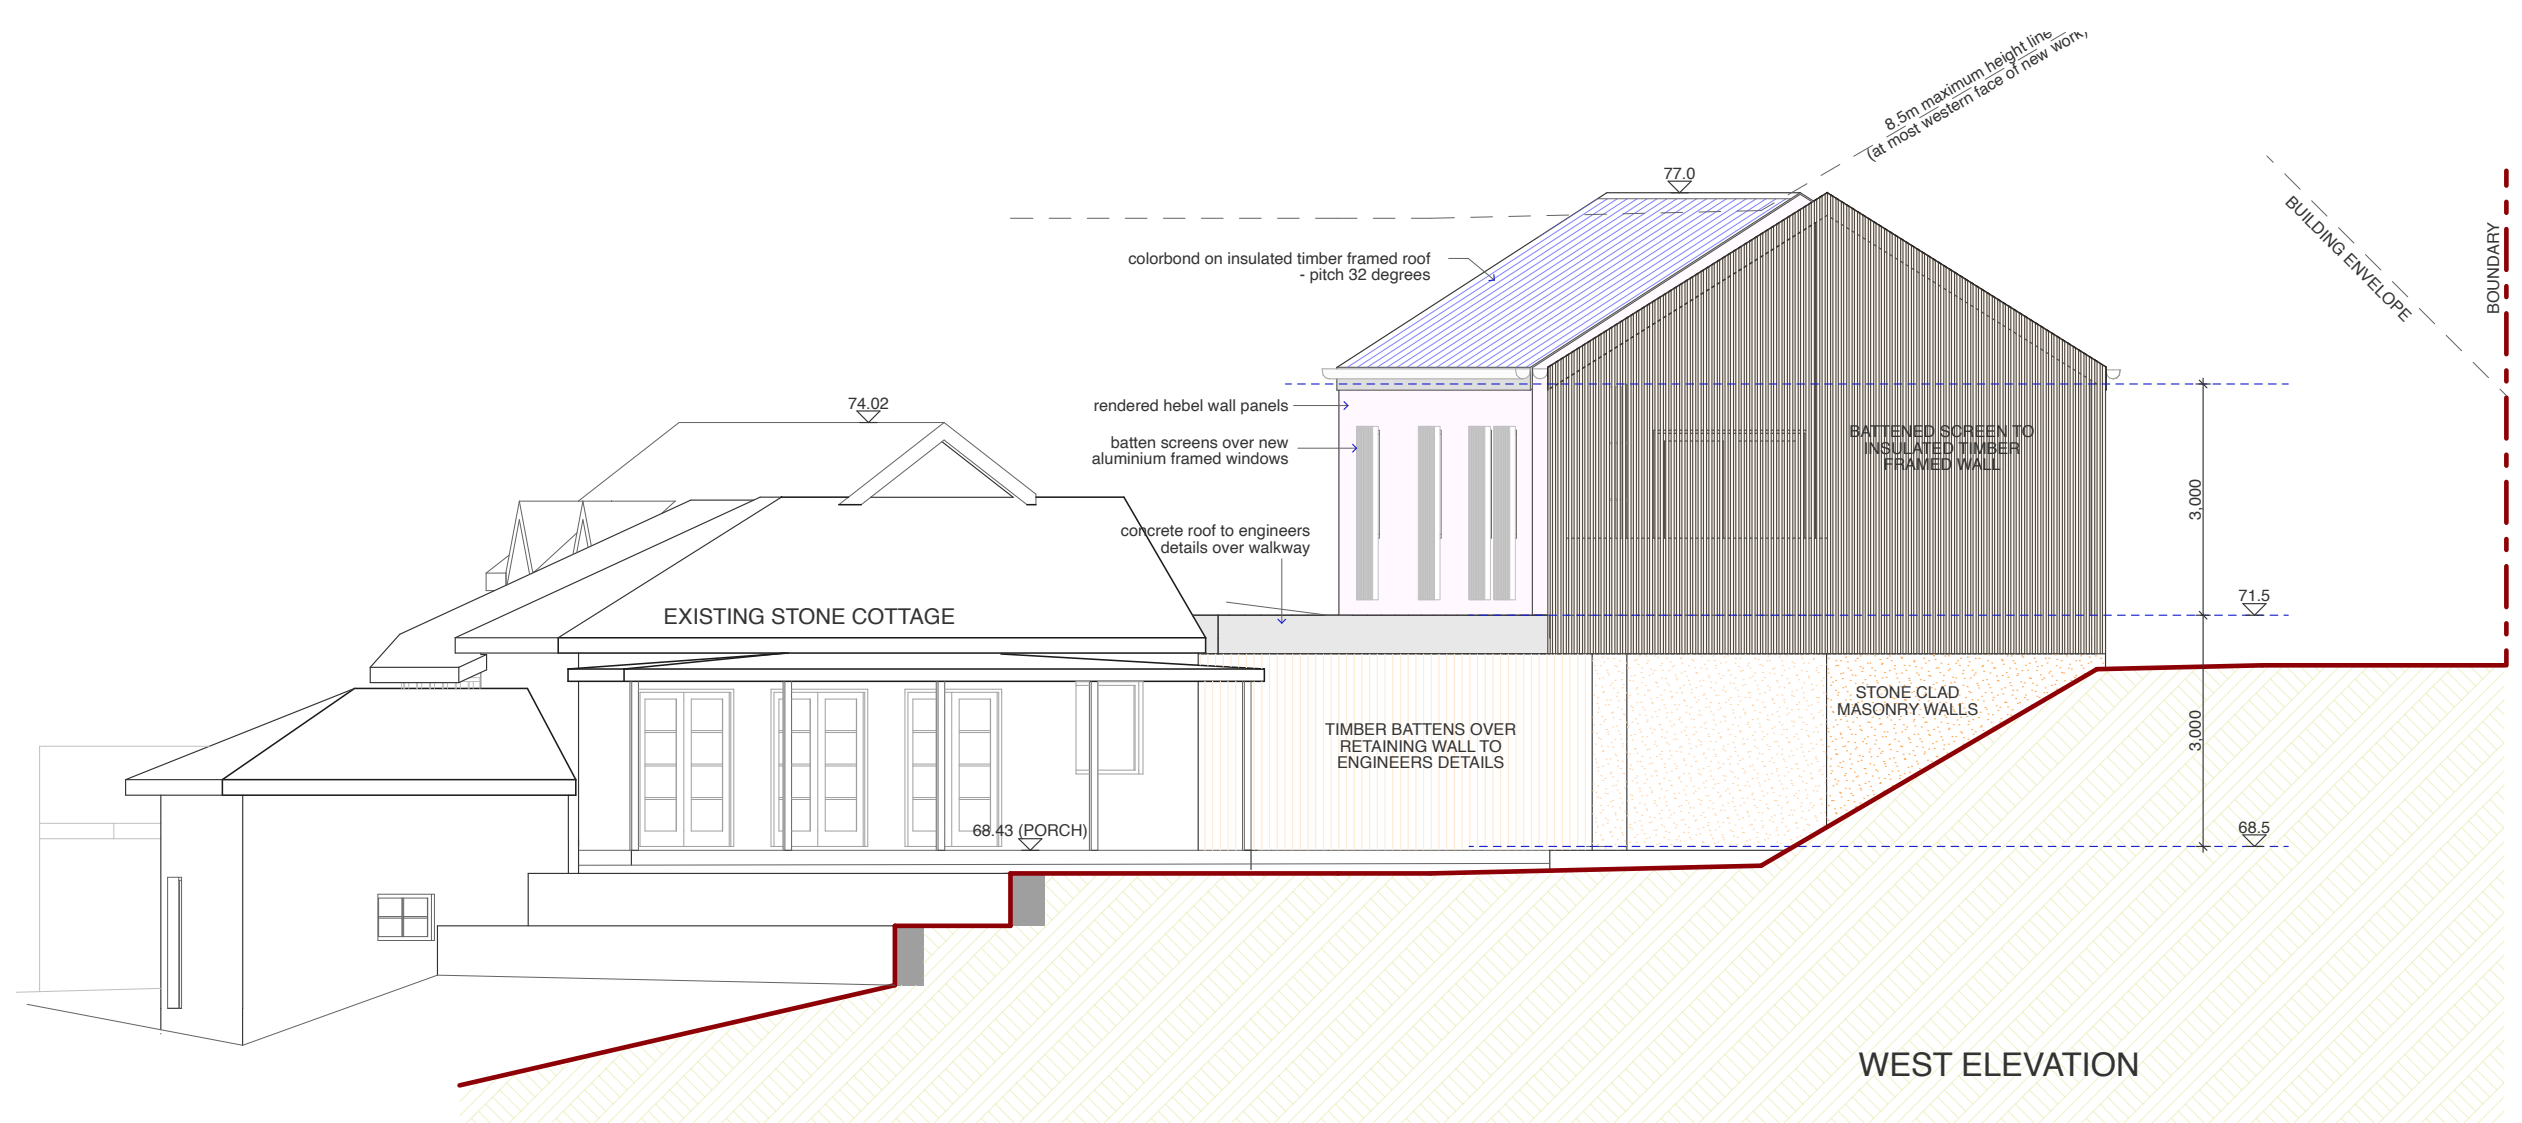 8.5m maximum height line
(at most western face of new work)
77.0
BUILDING ENVELOPE
BOUNDARY
colorbond on insulated timber framed roof
- pitch 32 degrees
74.02
rendered hebel wall panels
batten screens over new
aluminium framed windows
BATTENED SCREEN TO
INSULATED TIMBER
FRAMED WALL
3,000
concrete roof to engineers
details over walkway
71.5
EXISTING STONE COTTAGE
STONE CLAD
MASONRY WALLS
TIMBER BATTENS OVER
RETAINING WALL TO
ENGINEERS DETAILS
3,000
68.43 (PORCH)
68.5
WEST ELEVATION